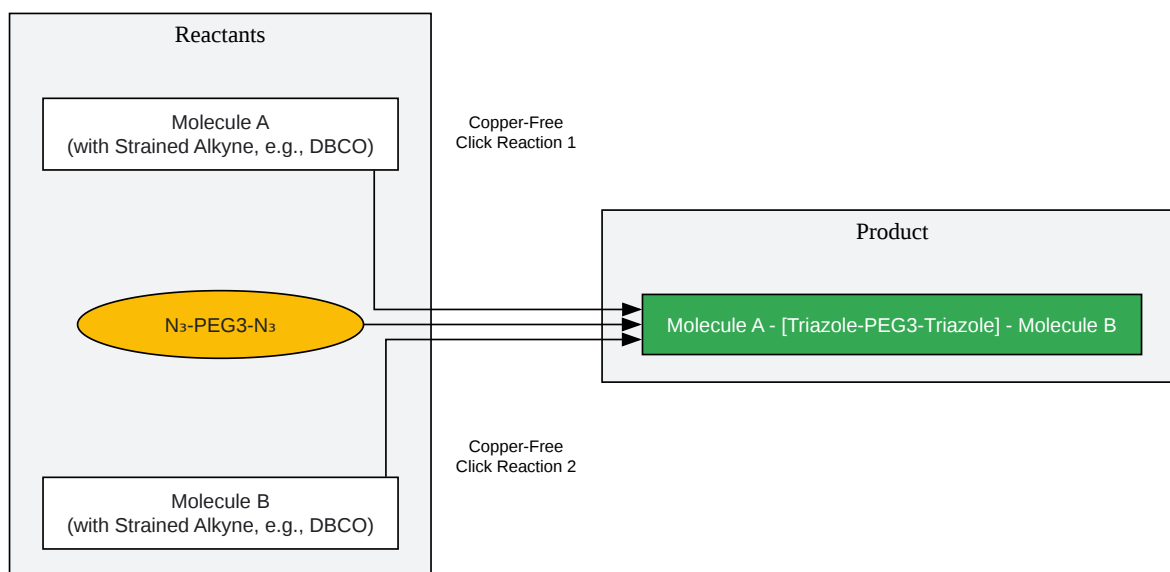 Reactants
Molecule A
(with Strained Alkyne, e.g., DBCO)
Copper-Free
Click Reaction 1
N₃-PEG3-N₃
Product
Molecule A - [Triazole-PEG3-Triazole] - Molecule B
Copper-Free
Click Reaction 2
Molecule B
(with Strained Alkyne, e.g., DBCO)